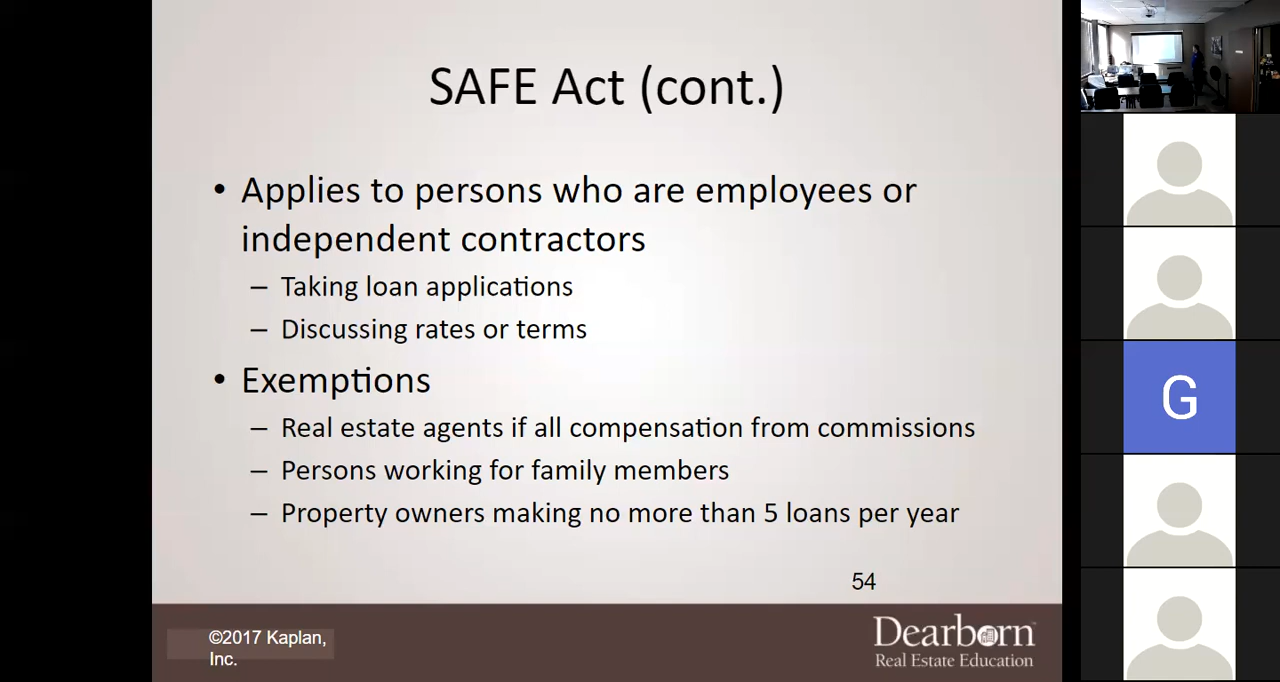 SAFE Act (cont.)
• Applies to persons who are employees or
independent contractors
– Taking loan applications
– Discussing rates or terms
• Exemptions
– Real estate agents if all compensation from commissions
– Persons working for family members
– Property owners making no more than 5 loans per year
54
©2017 Kaplan,
Inc.
Dearborn™
Real Estate Education
G